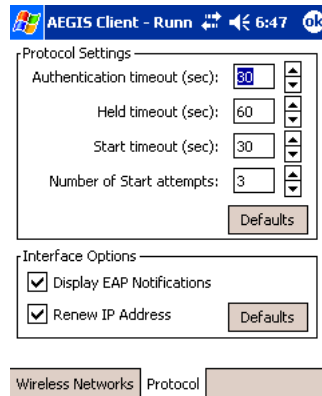 AEGIS Client - Runn 6:47 ok
Protocol Settings
Authentication timeout (sec): 30
Held timeout (sec): 60
Start timeout (sec): 30
Number of Start attempts: 3
Defaults
Interface Options
Display EAP Notifications
Renew IP Address Defaults
Wireless Networks Protocol